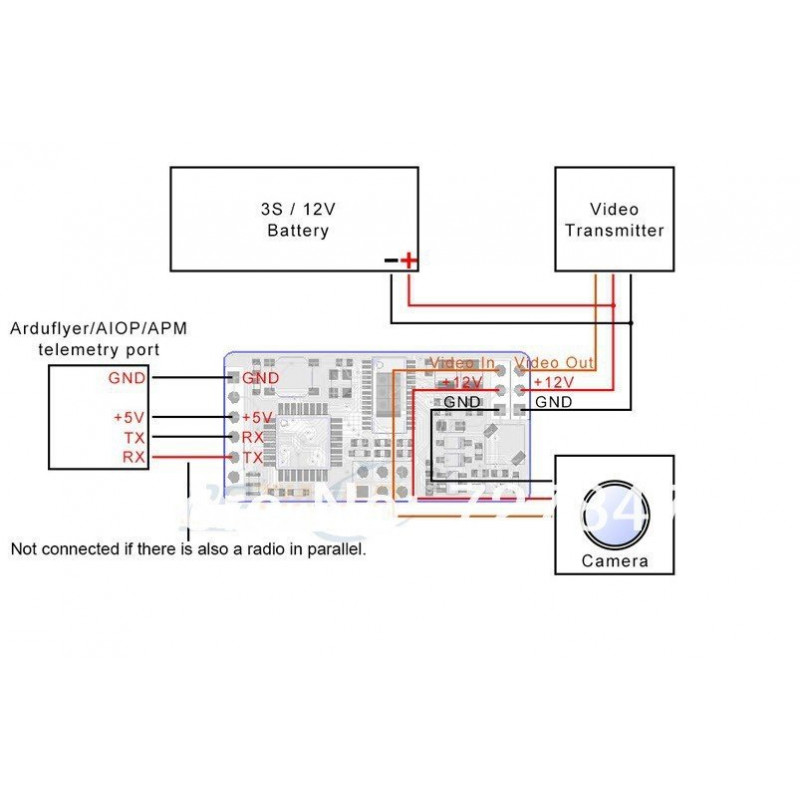 3S / 12V
Battery
Video
Transmitter
Arduflyer/AIOP/APM
telemetry port
Video In
Video Out
GND
GND
+12V
+12V
GND
GND
+5V
+5V
TX
RX
RX
TX
Not connected if there is also a radio in parallel.
Camera